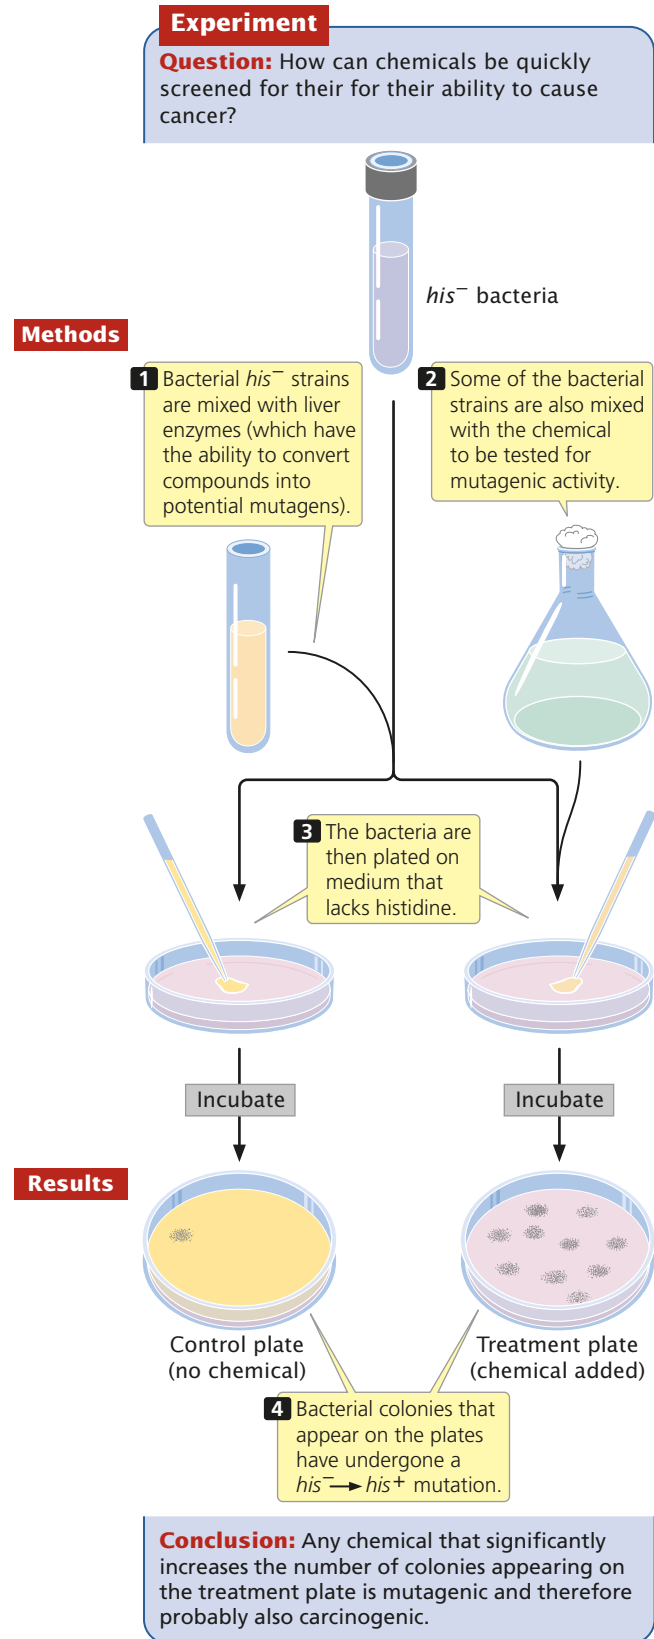 Experiment
Question: How can chemicals be quickly
screened for their for their ability to cause
cancer?
his− bacteria
Methods
1 Bacterial his− strains
are mixed with liver
enzymes (which have
the ability to convert
compounds into
potential mutagens).
2 Some of the bacterial
strains are also mixed
with the chemical
to be tested for
mutagenic activity.
3 The bacteria are
then plated on
medium that
lacks histidine.
Incubate
Incubate
Results
Control plate
(no chemical)
Treatment plate
(chemical added)
4 Bacterial colonies that
appear on the plates
have undergone a
his− → his+ mutation.
Conclusion: Any chemical that significantly
increases the number of colonies appearing on
the treatment plate is mutagenic and therefore
probably also carcinogenic.